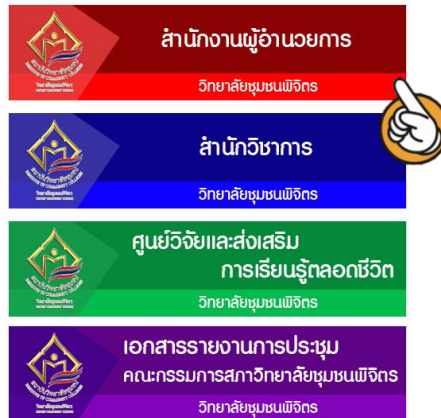 สำนักงานผู้อำนวยการ
วิทยาลัยชุมชนพิจิตร
สำนักวิชาการ
วิทยาลัยชุมชนพิจิตร
ศูนย์วิจัยและส่งเสริม
การเรียนรู้ตลอดชีวิต
วิทยาลัยชุมชนพิจิตร
เอกสารรายงานการประชุม
คณะกรรมการสภาวิทยาลัยชุมชนพิจิตร
วิทยาลัยชุมชนพิจิตร